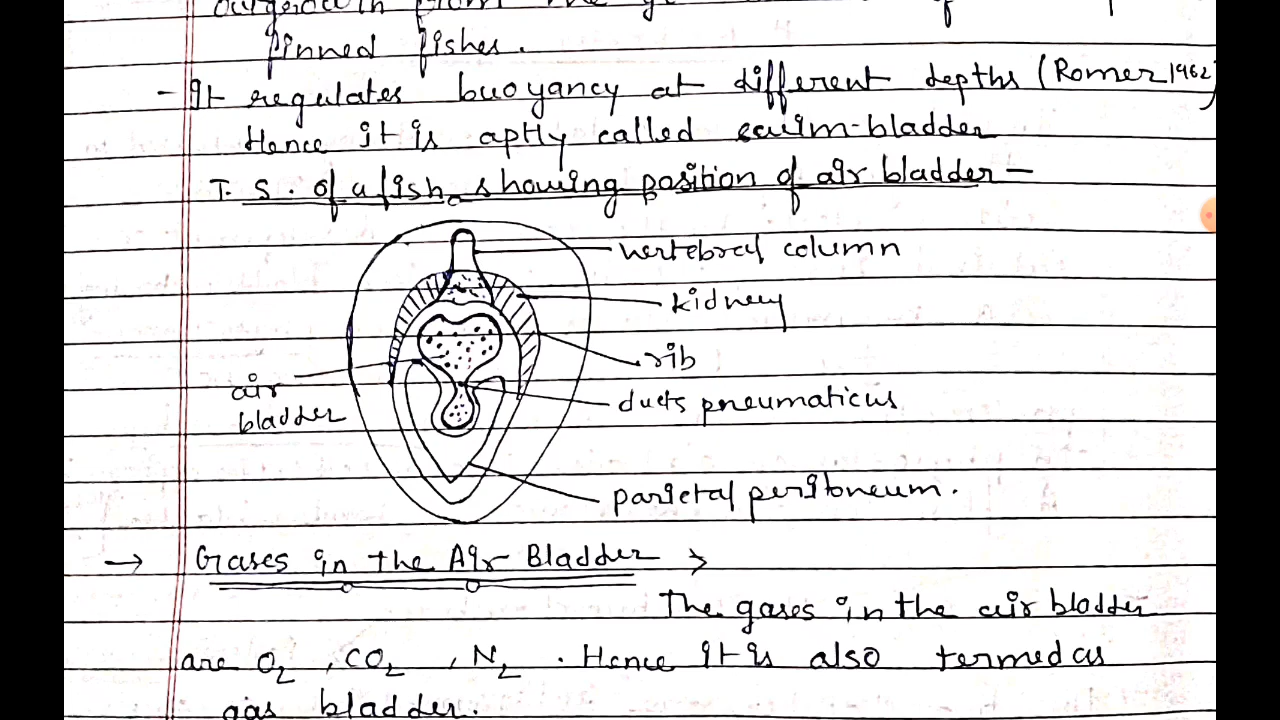 from the
finned fishes.
- It regulates buoyancy at different depths (Romer 1962)
Hence it is aptly called swim-bladder
T. S. of a fish showing position of air bladder -
vertebral column
kidney
rib
air
bladder
ducts pneumaticus
parietal peritoneum.
→ Gases in the Air Bladder >
The gases in the air bladder
are O2, CO2, N2. Hence it is also termed as
gas bladder.